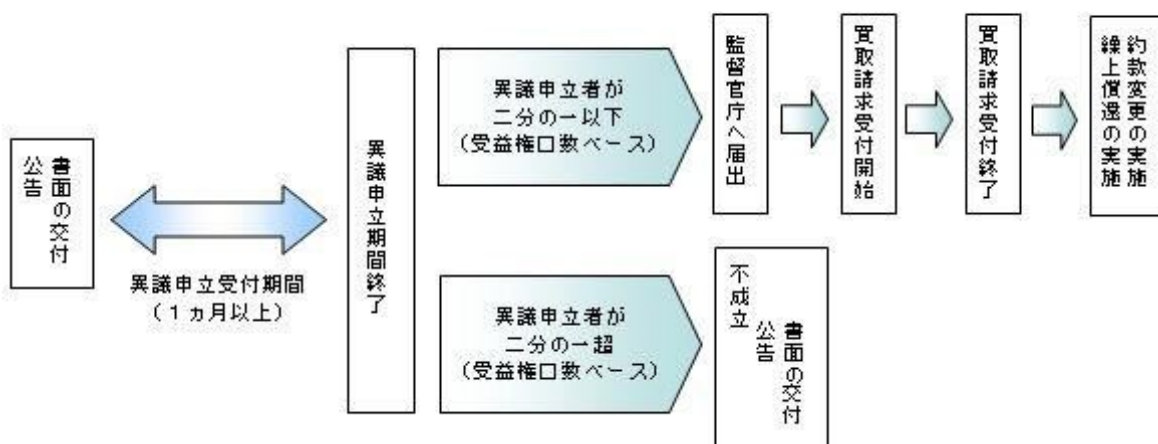 書面の交付
公告
異議申立受付期間
（１ヵ月以上）
異議申立期間終了
異議申立者が
二分の一以下
（受益権口数ベース）
監督官庁へ届出
買取請求受付開始
買取請求受付終了
約款変更の実施
繰上償還の実施
異議申立者が
二分の一超
（受益権口数ベース）
不成立
書面の交付
公告